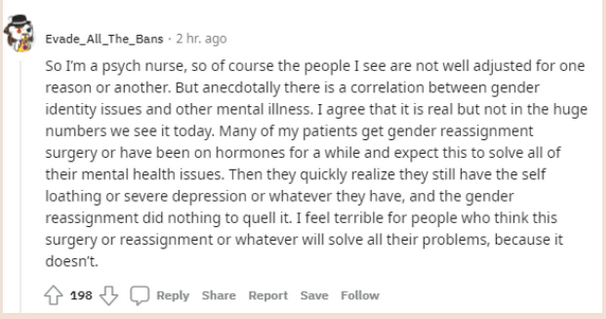 Evade_All_The_Bans · 2 hr. ago
So I'm a psych nurse, so of course the people I see are not well adjusted for one
reason or another. But anecdotally there is a correlation between gender
identity issues and other mental illness. I agree that it is real but not in the huge
numbers we see it today. Many of my patients get gender reassignment
surgery or have been on hormones for a while and expect this to solve all of
their mental health issues. Then they quickly realize they still have the self
loathing or severe depression or whatever they have, and the gender
reassignment did nothing to quell it. I feel terrible for people who think this
surgery or reassignment or whatever will solve all their problems, because it
doesn't.
198 Reply Share Report Save Follow